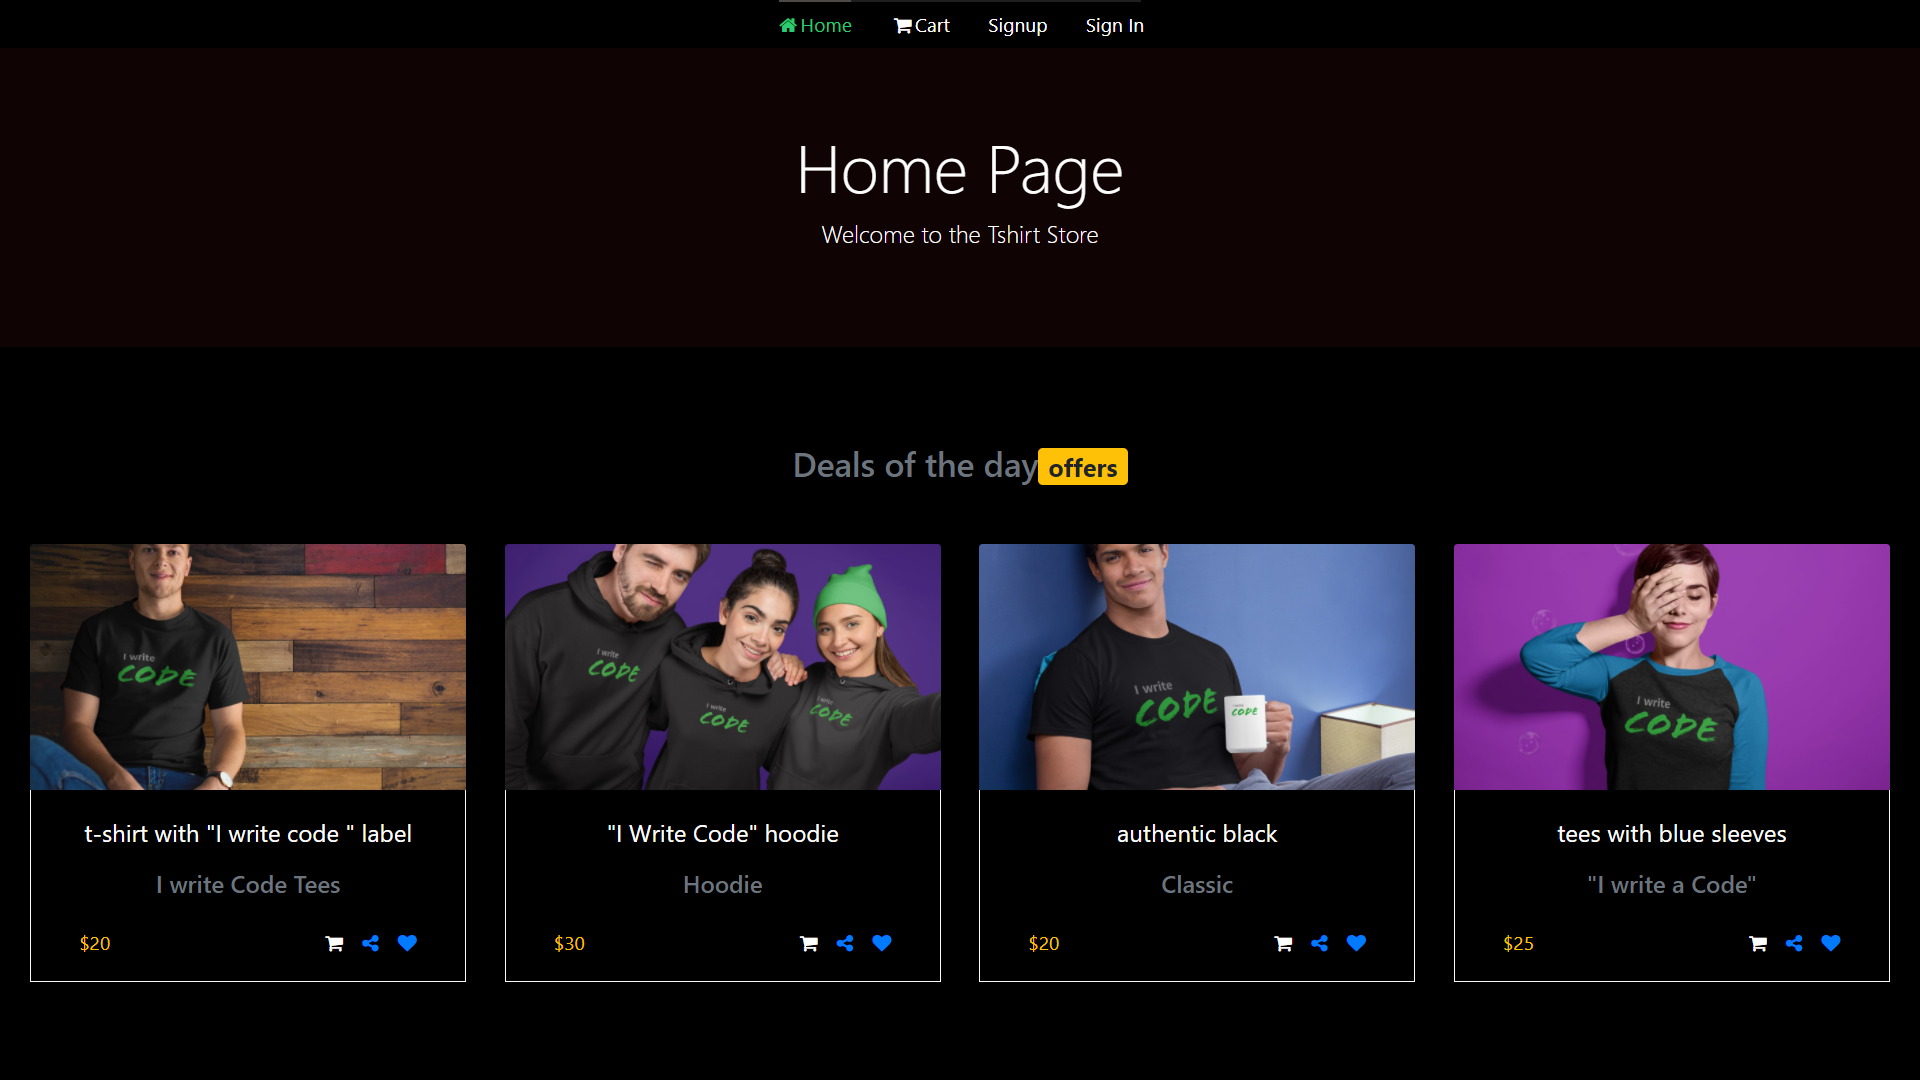 Home Cart Signup Sign In
Home Page
Welcome to the Tshirt Store
Deals of the day offers
I write
CODE
I write
CODE
I write
CODE
I write
CODE
I write
CODE
I write
CODE
I write
CODE
t-shirt with "I write code " label
I write Code Tees
$20
"I Write Code" hoodie
Hoodie
$30
authentic black
Classic
$20
tees with blue sleeves
"I write a Code"
$25